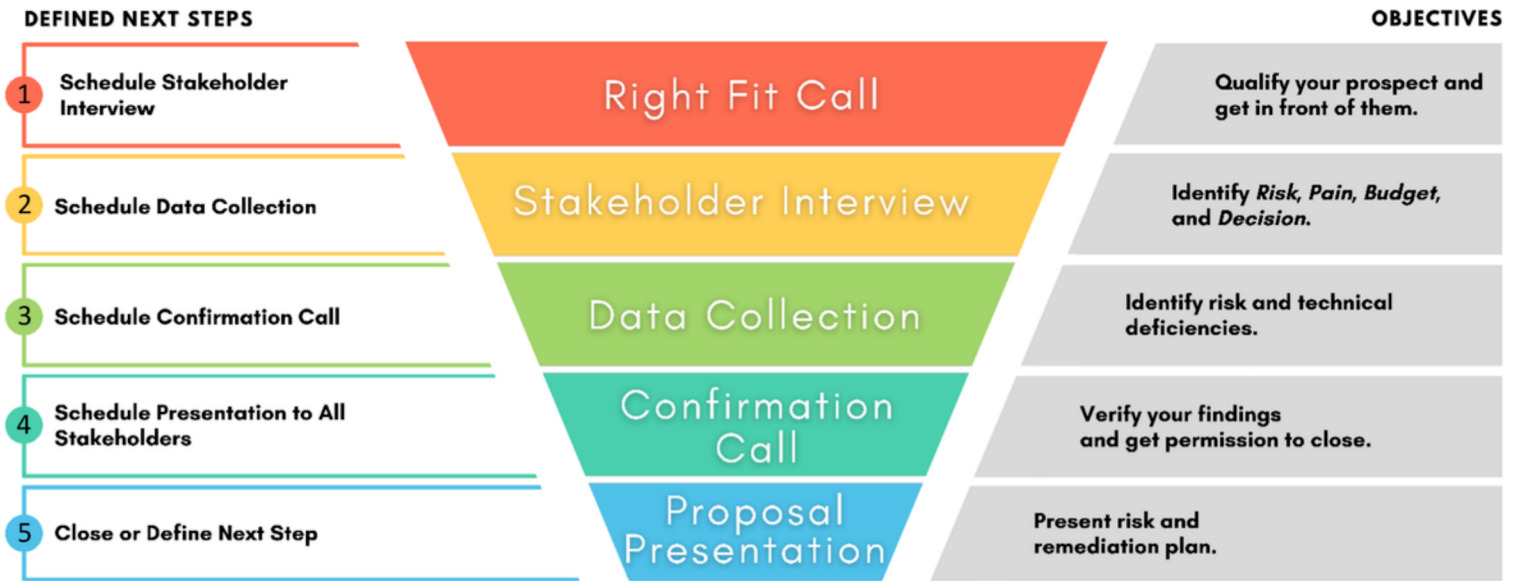 DEFINED NEXT STEPS
OBJECTIVES
1
Schedule Stakeholder
Interview
Right Fit Call
Qualify your prospect and
get in front of them.
2
Schedule Data Collection
Stakeholder Interview
Identify Risk, Pain, Budget,
and Decision.
3
Schedule Confirmation Call
Data Collection
Identify risk and technical
deficiencies.
4
Schedule Presentation to All
Stakeholders
Confirmation
Call
Verify your findings
and get permission to close.
5
Close or Define Next Step
Proposal
Presentation
Present risk and
remediation plan.